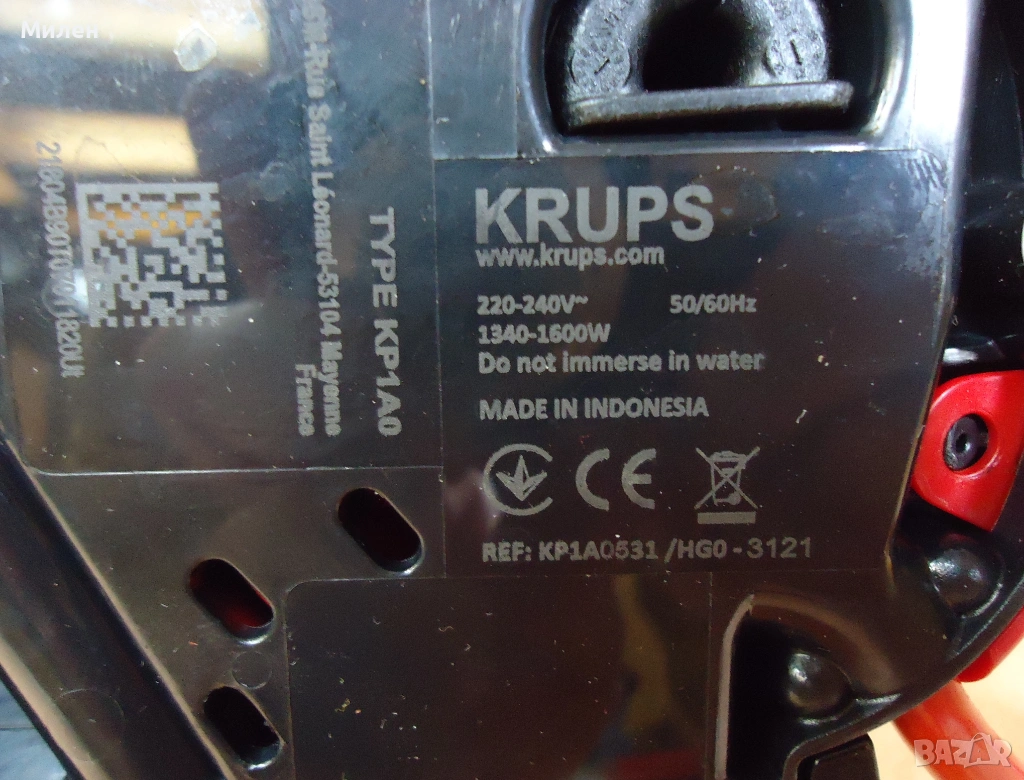 Милен
KRUPS
www.krups.com
220-240V~ 50/60Hz
1340-1600W
Do not immerse in water
MADE IN INDONESIA
CE
REF: KP1A0531 /HG0 - 3121
TYPE KP1A0
Rue Saint Léonard-53104 Mayenne
France
BAZAR